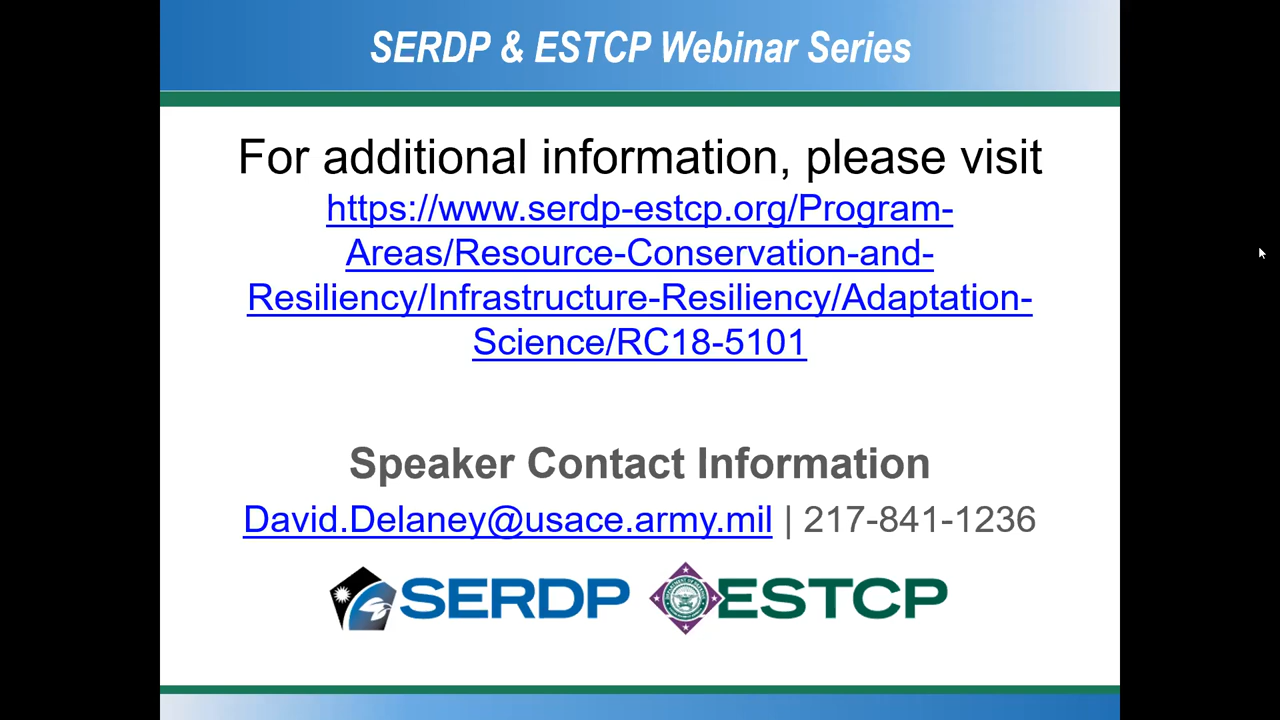 SERDP & ESTCP Webinar Series
For additional information, please visit
https://www.serdp-estcp.org/Program-
Areas/Resource-Conservation-and-
Resiliency/Infrastructure-Resiliency/Adaptation-
Science/RC18-5101
Speaker Contact Information
David.Delaney@usace.army.mil | 217-841-1236
SERDP ESTCP